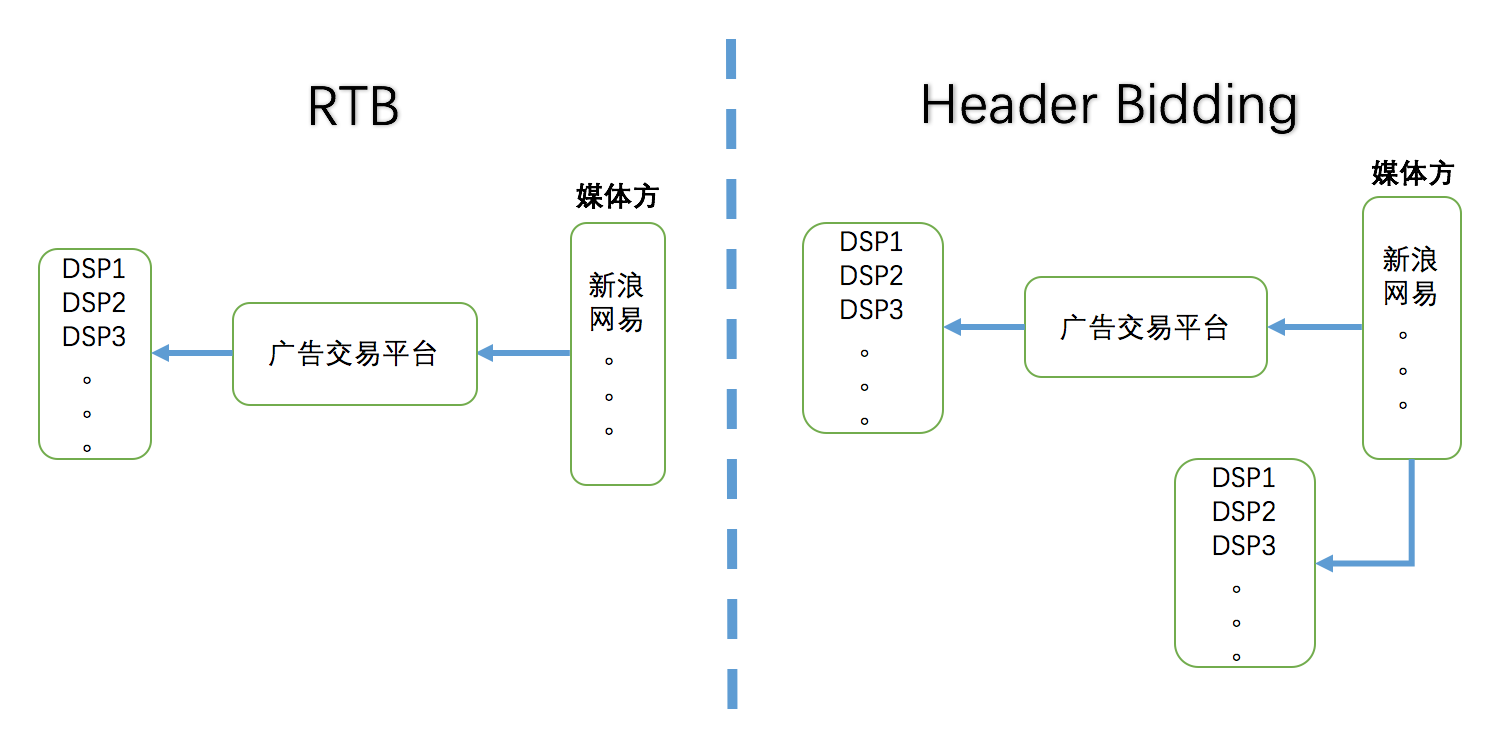 RTB
媒体方
DSP1
DSP2
DSP3
。
。
。
广告交易平台
新浪
网易
。
。
。
Header Bidding
媒体方
DSP1
DSP2
DSP3
。
。
。
广告交易平台
新浪
网易
。
。
。
DSP1
DSP2
DSP3
。
。
。